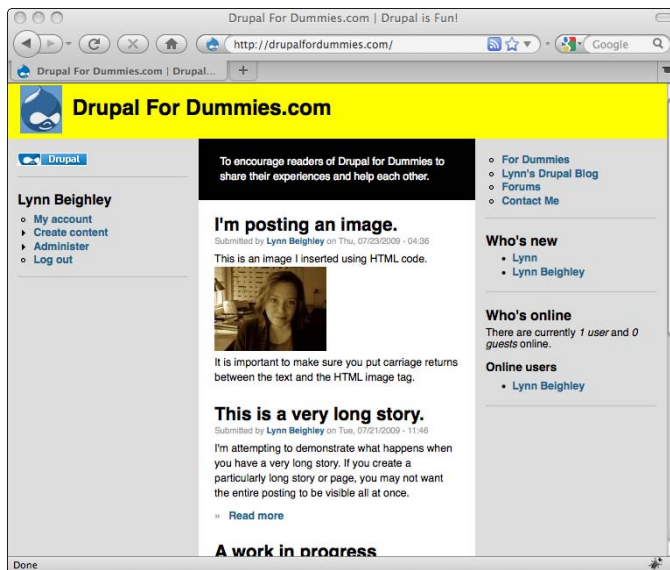 Drupal For Dummies.com | Drupal is Fun!
http://drupalfordummies.com/
Google
Drupal For Dummies.com | Drupal...
+
Drupal For Dummies.com
Drupal
Lynn Beighley
My account
Create content
Administer
Log out
To encourage readers of Drupal for Dummies to
share their experiences and help each other.
I'm posting an image.
Submitted by Lynn Beighley on Thu, 07/23/2009 - 04:36
This is an image I inserted using HTML code.
It is important to make sure you put carriage returns
between the text and the HTML image tag.
This is a very long story.
Submitted by Lynn Beighley on Tue, 07/21/2009 - 11:46
I'm attempting to demonstrate what happens when
you have a very long story. If you create a
particularly long story or page, you may not want
the entire posting to be visible all at once.
» Read more
A work in progress
For Dummies
Lynn's Drupal Blog
Forums
Contact Me
Who's new
Lynn
Lynn Beighley
Who's online
There are currently 1 user and 0
guests online.
Online users
Lynn Beighley
Done